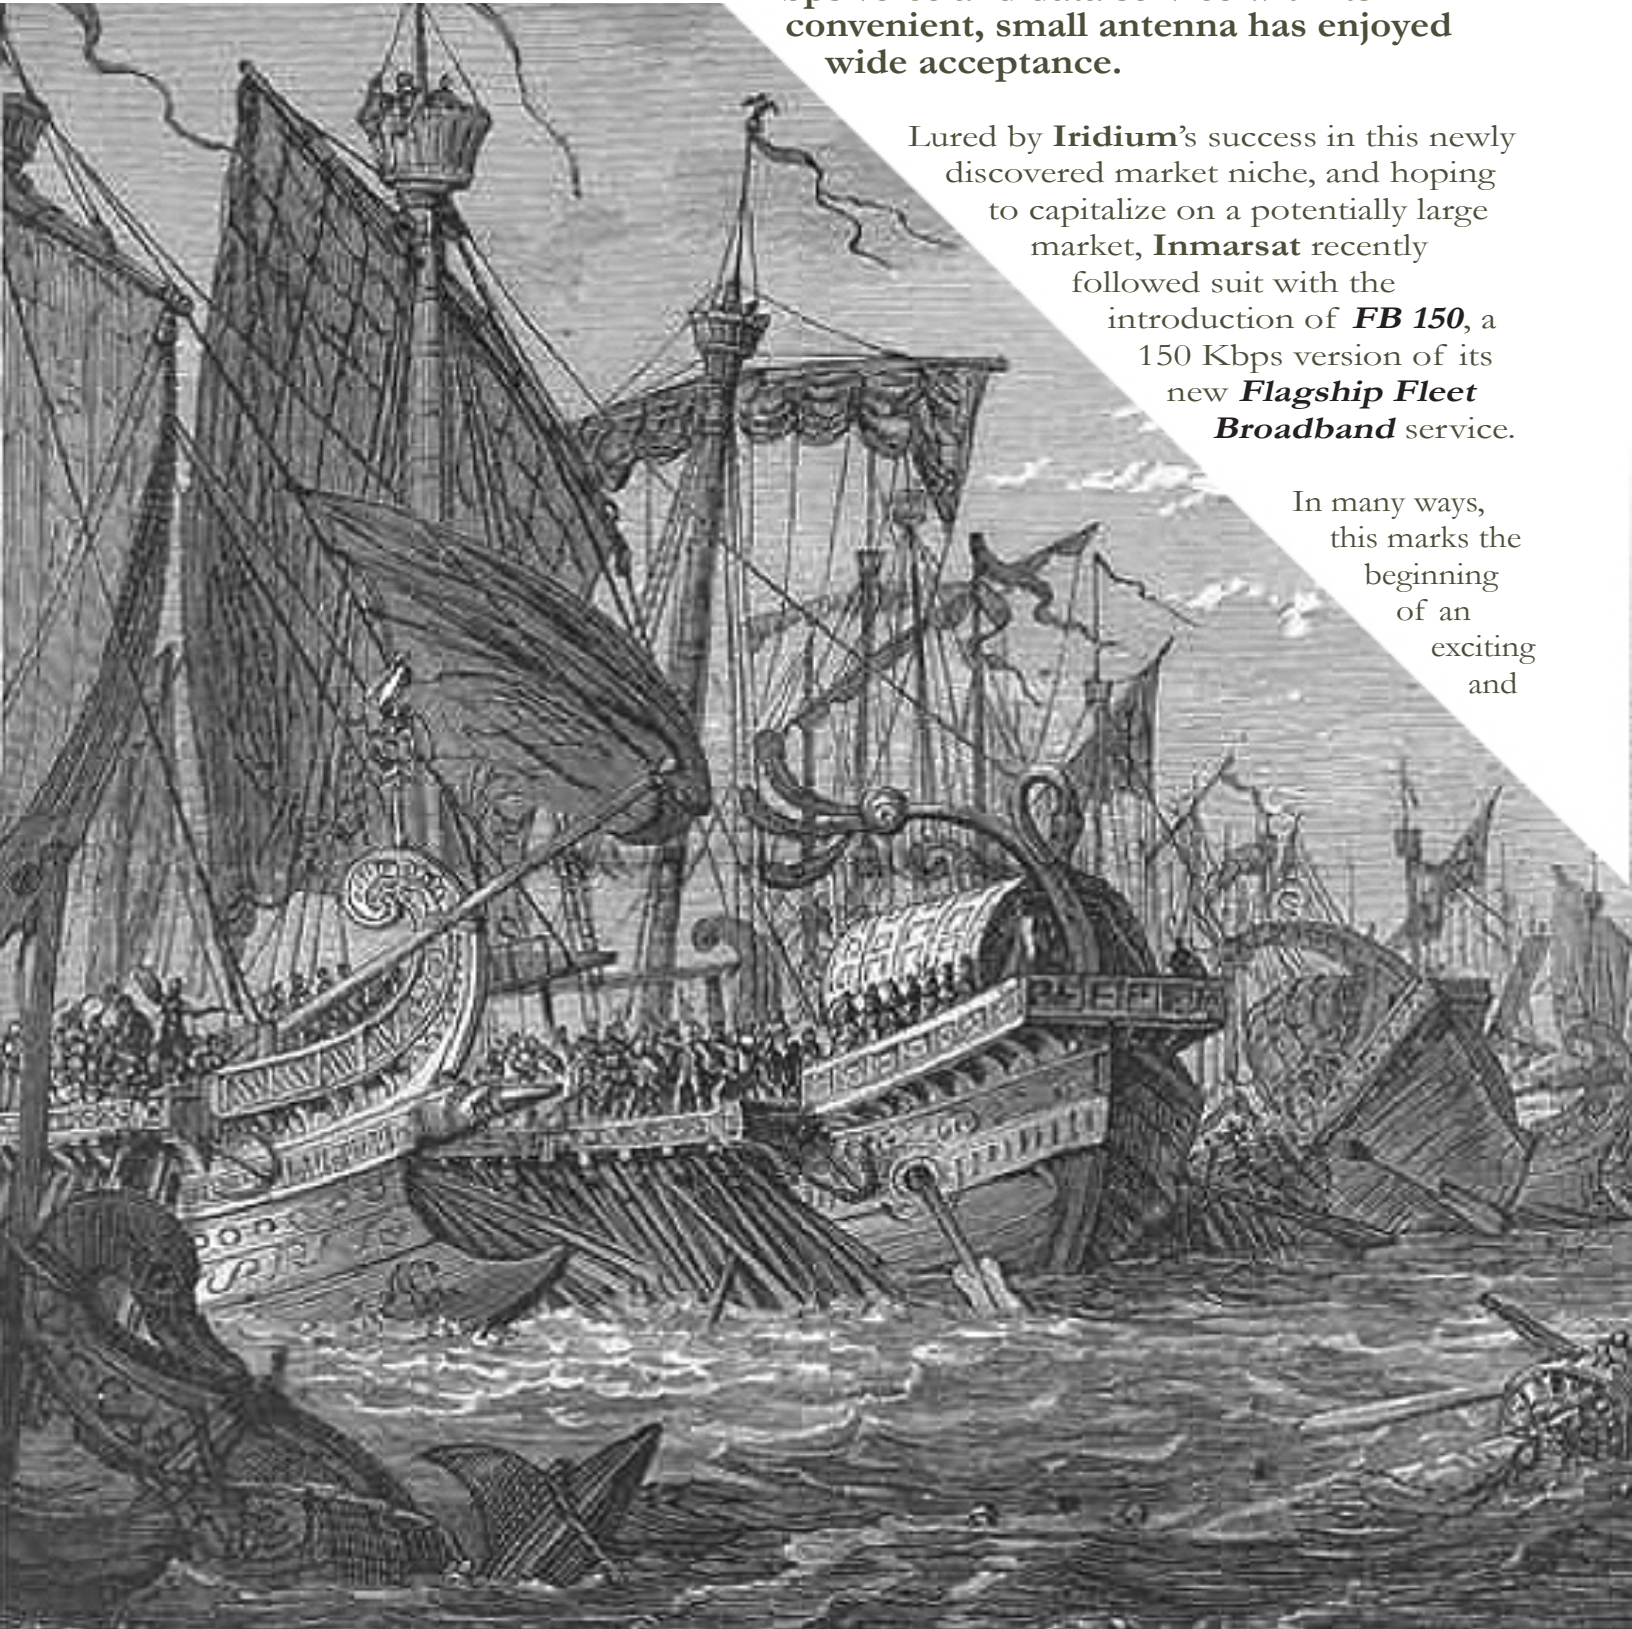 convenient, small antenna has enjoyed
wide acceptance.
Lured by Iridium’s success in this newly
discovered market niche, and hoping
to capitalize on a potentially large
market, Inmarsat recently
followed suit with the
introduction of FB 150, a
150 Kbps version of its
new Flagship Fleet
Broadband service.
In many ways,
this marks the
beginning
of an
exciting
and